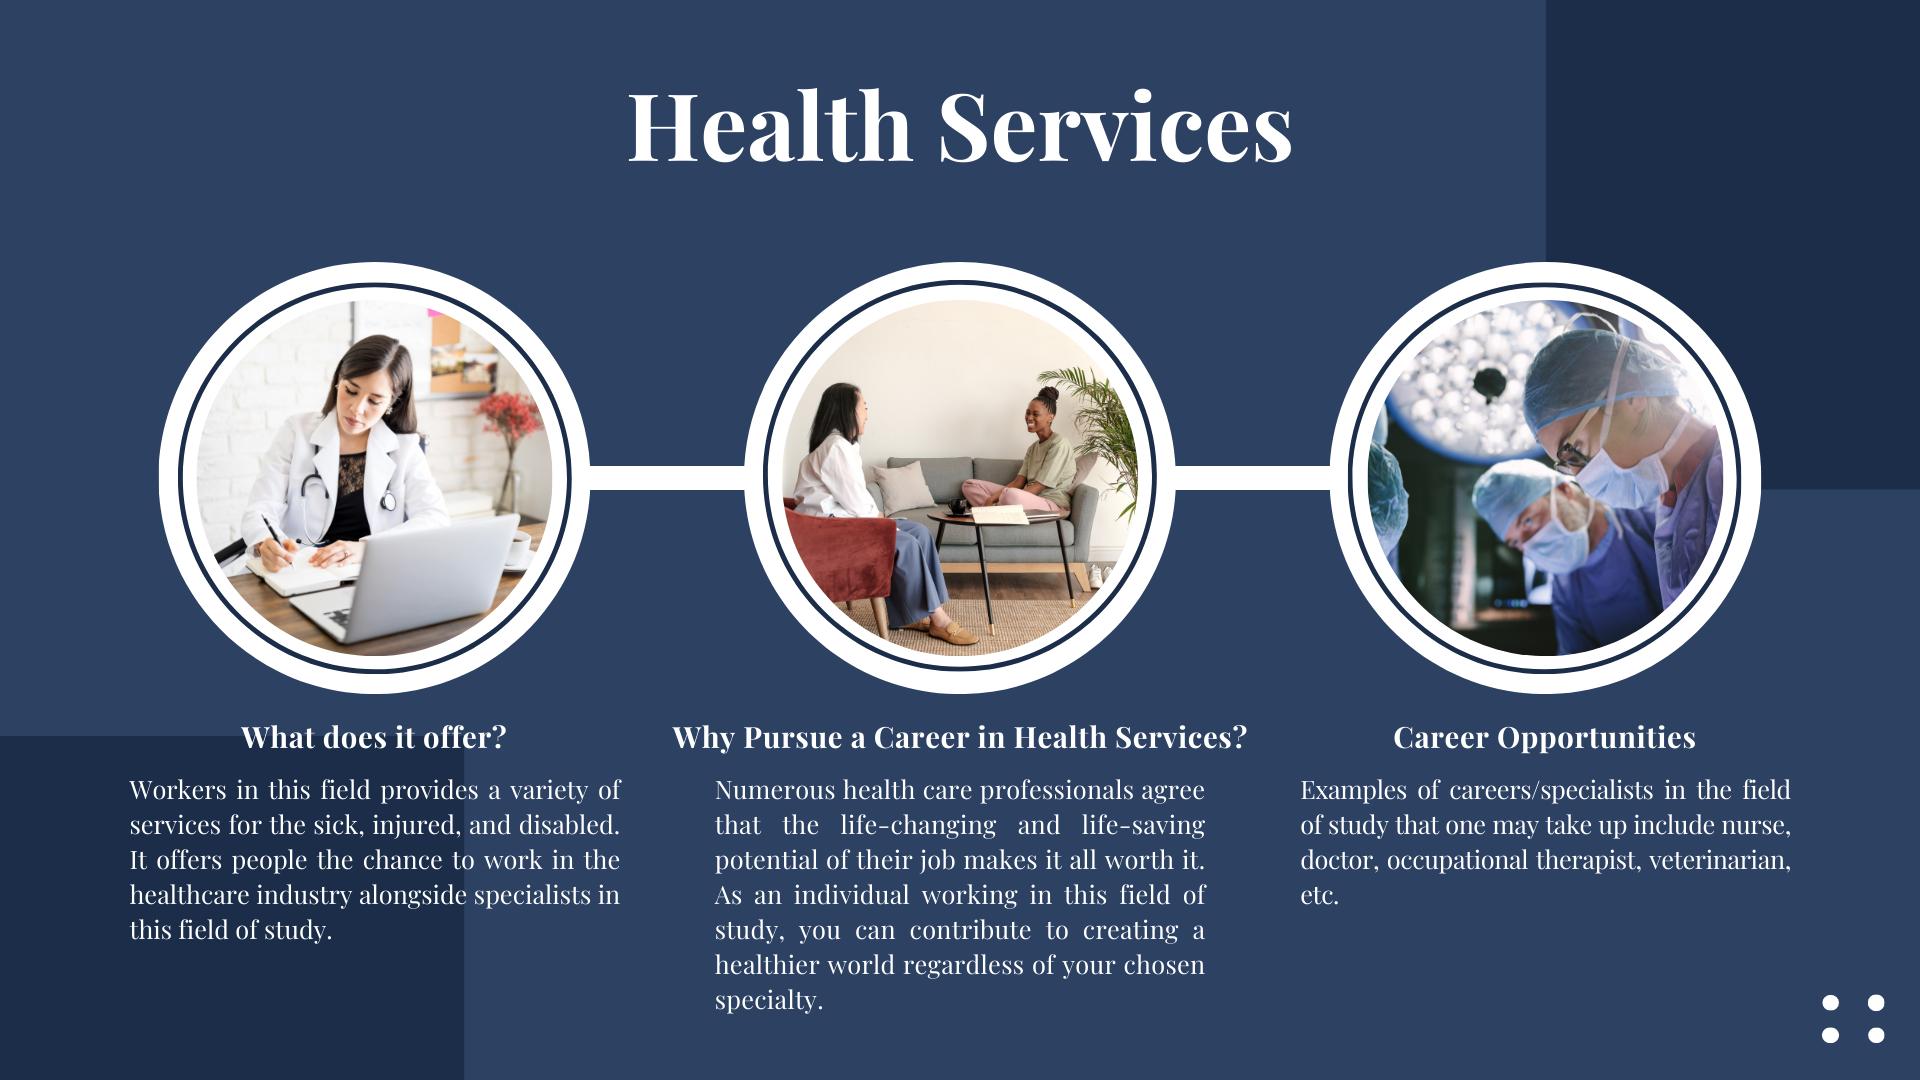 Health Services
What does it offer?
Workers in this field provides a variety of
services for the sick, injured, and disabled.
It offers people the chance to work in the
healthcare industry alongside specialists in
this field of study.
Why Pursue a Career in Health Services?
Numerous health care professionals agree
that the life-changing and life-saving
potential of their job makes it all worth it.
As an individual working in this field of
study, you can contribute to creating a
healthier world regardless of your chosen
specialty.
Career Opportunities
Examples of careers/specialists in the field
of study that one may take up include nurse,
doctor, occupational therapist, veterinarian,
etc.